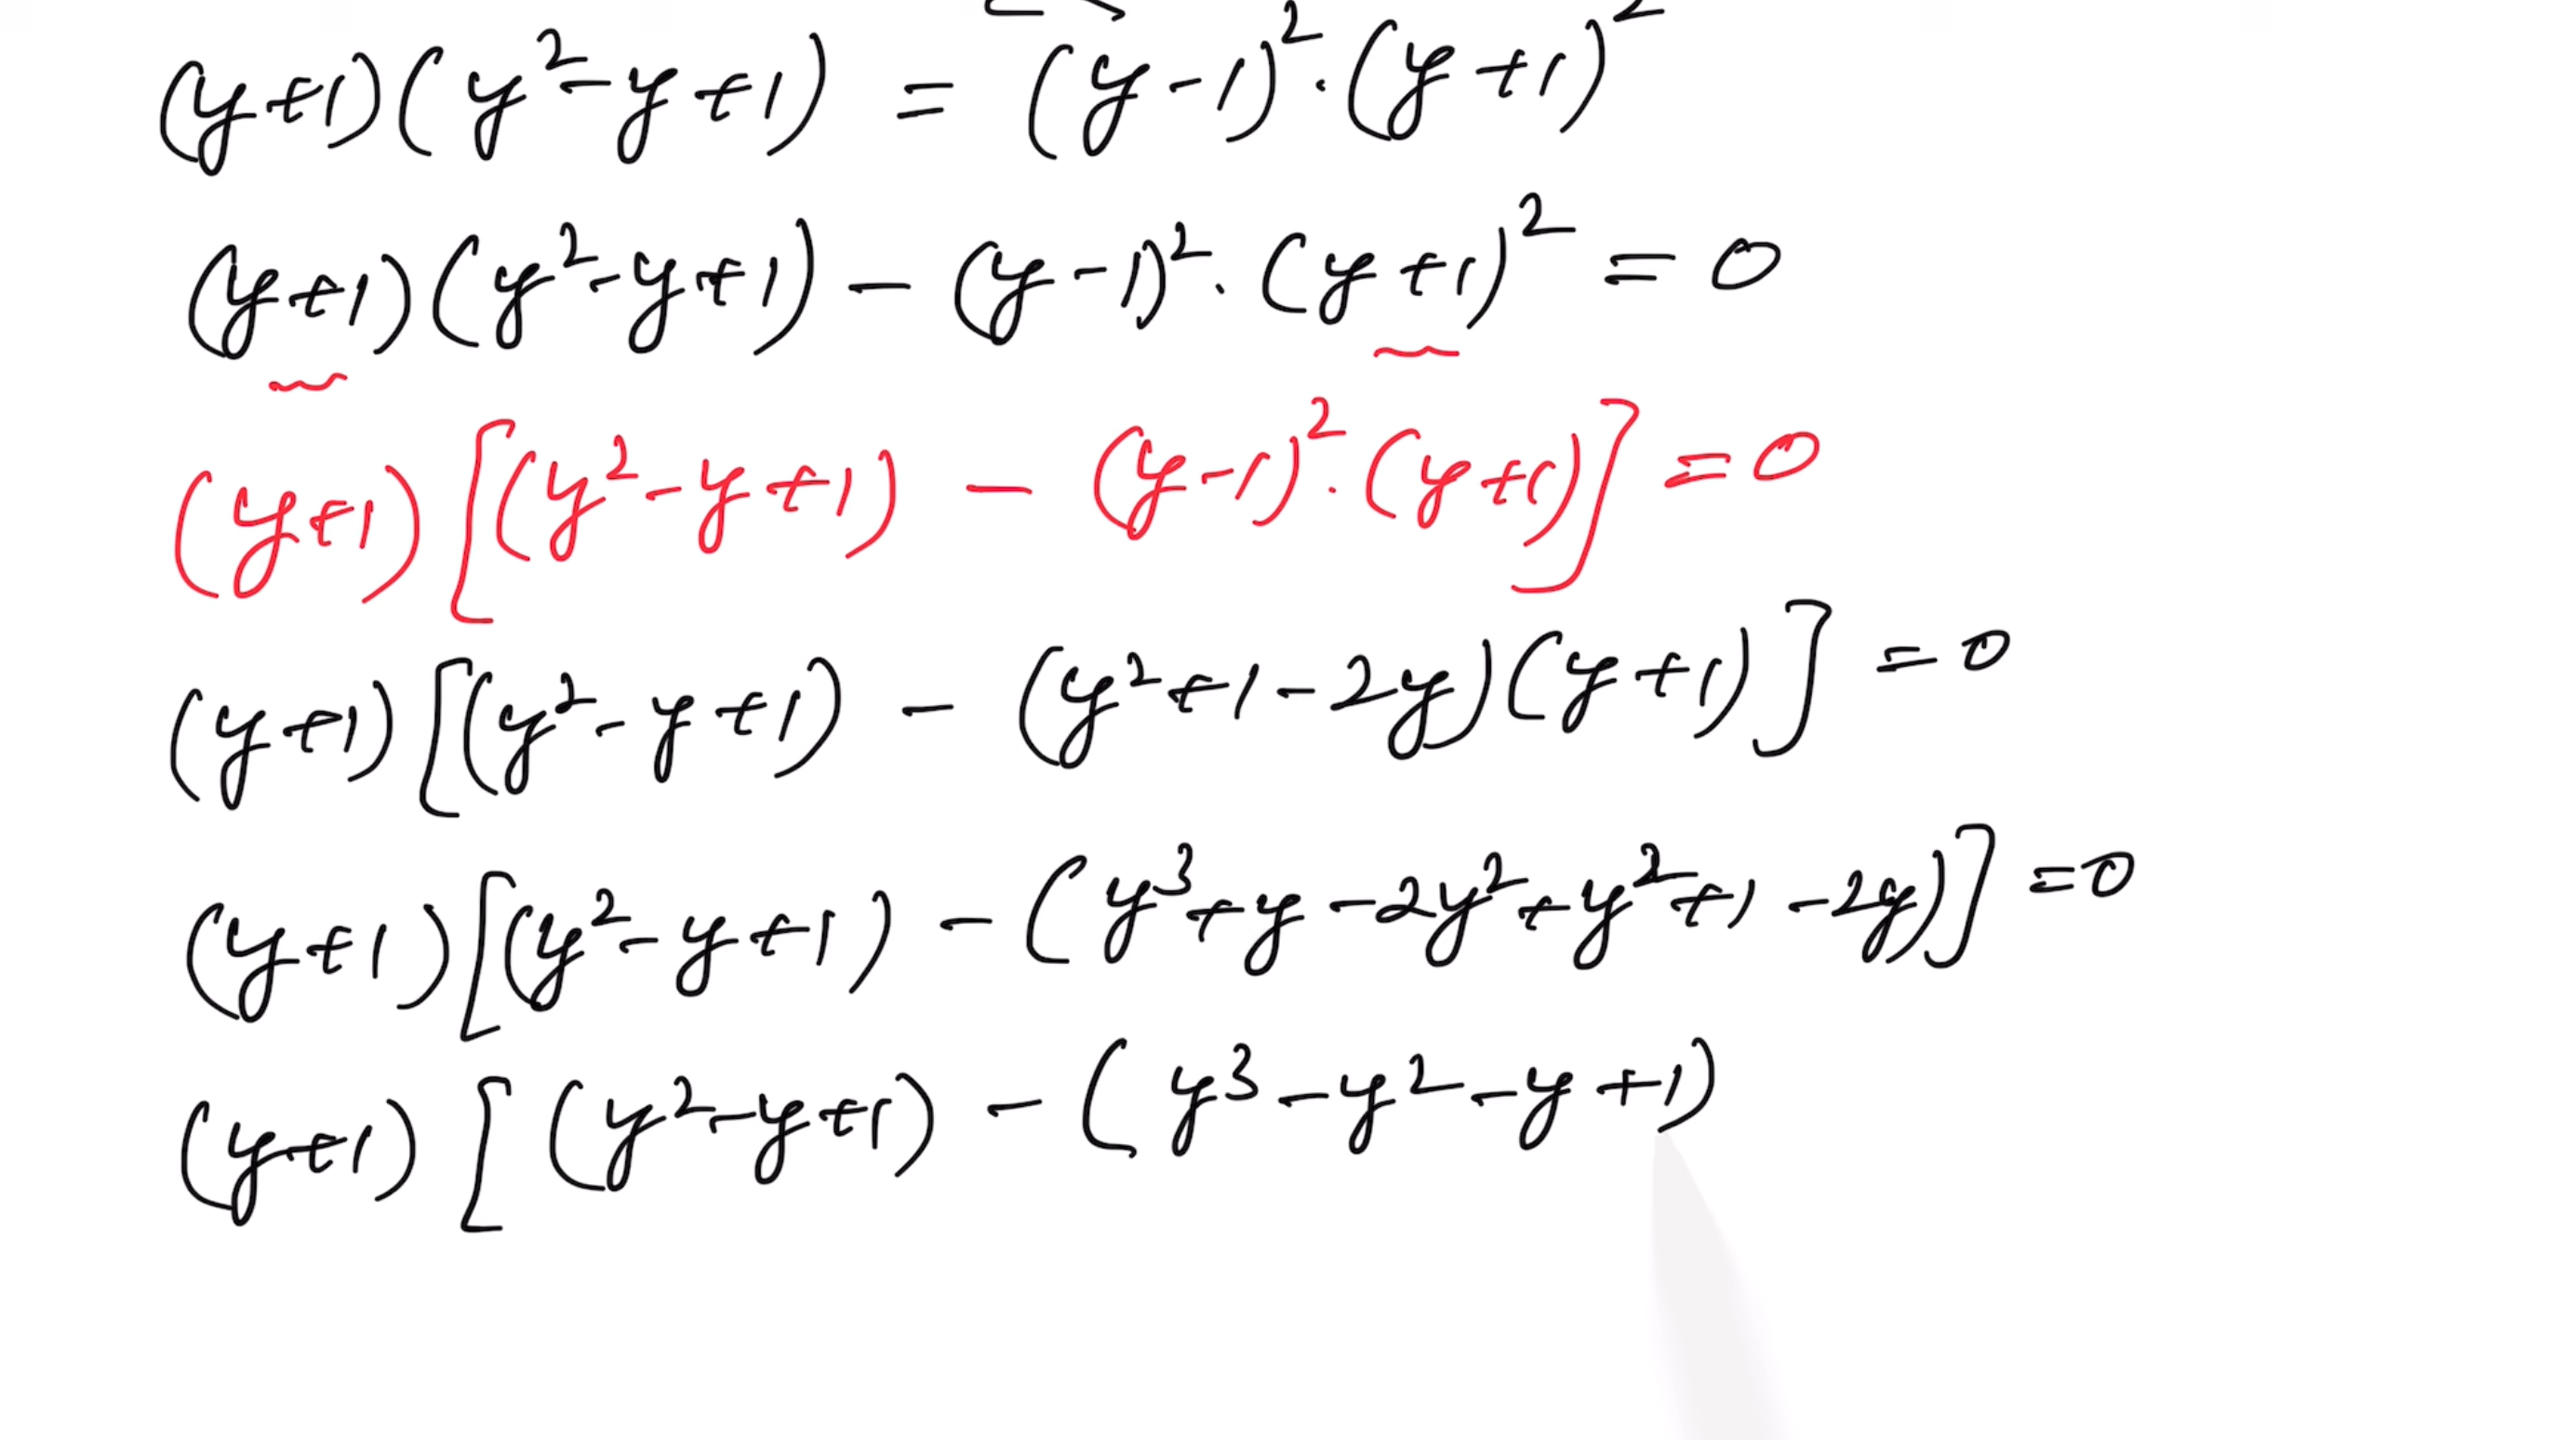 (y+1)(y²-y+1) = (y-1)²·(y+1)²
(y+1)(y²-y+1) - (y-1)²·(y+1)² = 0
(y+1)[(y²-y+1) - (y-1)²·(y+1)] = 0
(y+1)[(y²-y+1) - (y²+1-2y)(y+1)] = 0
(y+1)[(y²-y+1) - (y³+y-2y²+y²+1-2y)] = 0
(y+1)[(y²-y+1) - (y³-y²-y+1)